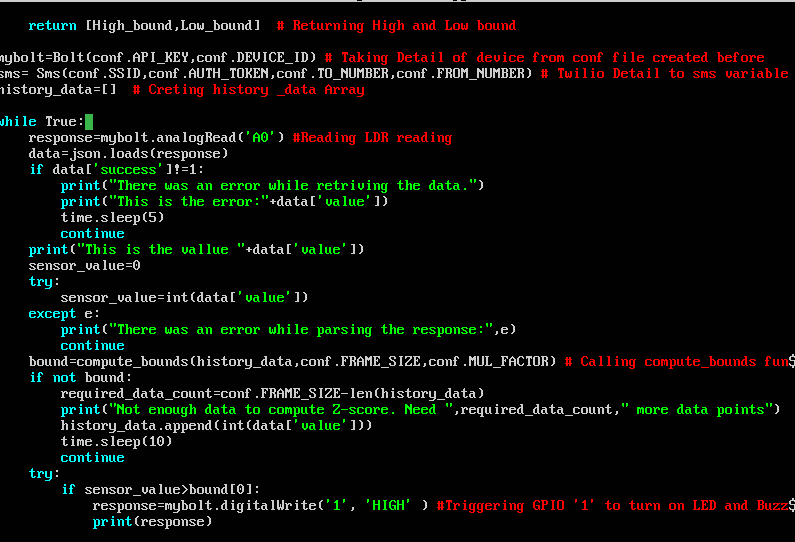 return [High_bound,Low_bound]  # Returning High and Low bound
mybolt=Bolt(conf.API_KEY,conf.DEVICE_ID) # Taking Detail of device from conf file created before
sms= Sms(conf.SSID,conf.AUTH_TOKEN,conf.TO_NUMBER,conf.FROM_NUMBER) # Twilio Detail to sms variable
history_data=[]  # Creting history _data Array
while True:
    response=mybolt.analogRead('A0') #Reading LDR reading
    data=json.loads(response)
    if data['success']!=1:
        print("There was an error while retriving the data.")
        print("This is the error:"+data['value'])
        time.sleep(5)
        continue
    print("This is the vallue "+data['value'])
    sensor_value=0
    try:
        sensor_value=int(data['value'])
    except e:
        print("There was an error while parsing the response:",e)
        continue
    bound=compute_bounds(history_data,conf.FRAME_SIZE,conf.MUL_FACTOR) # Calling compute_bounds fun$
    if not bound:
        required_data_count=conf.FRAME_SIZE-len(history_data)
        print("Not enough data to compute Z-score. Need ",required_data_count," more data points")
        history_data.append(int(data['value']))
        time.sleep(10)
        continue
    try:
        if sensor_value>bound[0]:
            response=mybolt.digitalWrite('1', 'HIGH' ) #Triggering GPIO '1' to turn on LED and Buzz$
            print(response)